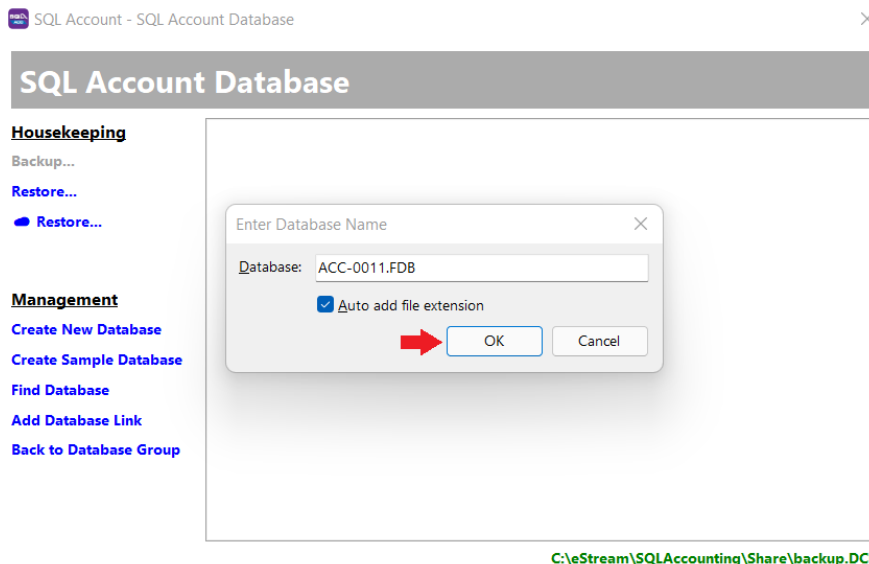 SQL Account - SQL Account Database
SQL Account Database
Housekeeping
Backup...
Restore...
Restore...
Management
Create New Database
Create Sample Database
Find Database
Add Database Link
Back to Database Group
Enter Database Name
Database: ACC-0011.FDB
Auto add file extension
OK Cancel
C:\eStream\SQLAccounting\Share\backup.DC